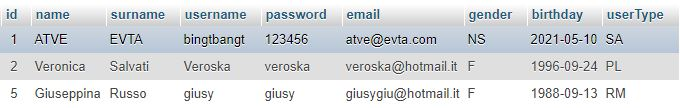 id name surname username password email gender birthday userType
1 ATVE EVTA bingtbangt 123456 atve@evta.com NS 2021-05-10 SA
2 Veronica Salvati Veroska veroska veroska@hotmail.it F 1996-09-24 PL
5 Giuseppina Russo giusy giusy giusygiu@hotmail.it F 1988-09-13 RM